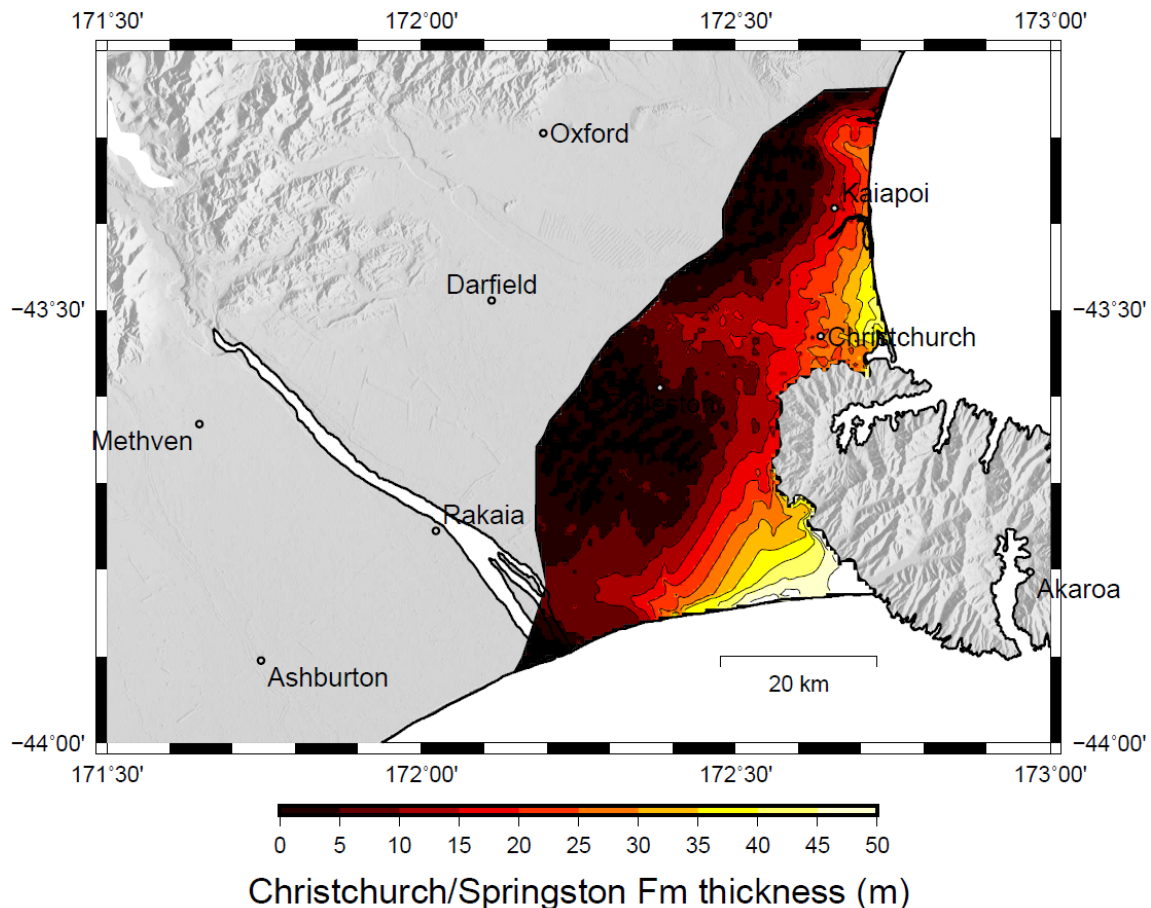 171°30' 172°00' 172°30' 173°00'
Oxford
Kaiapoi
Darfield
−43°30' −43°30'
Christchurch
Methven
Rakaia
Akaroa
Ashburton
20 km
−44°00' −44°00'
171°30' 172°00' 172°30' 173°00'
0 5 10 15 20 25 30 35 40 45 50
Christchurch/Springston Fm thickness (m)